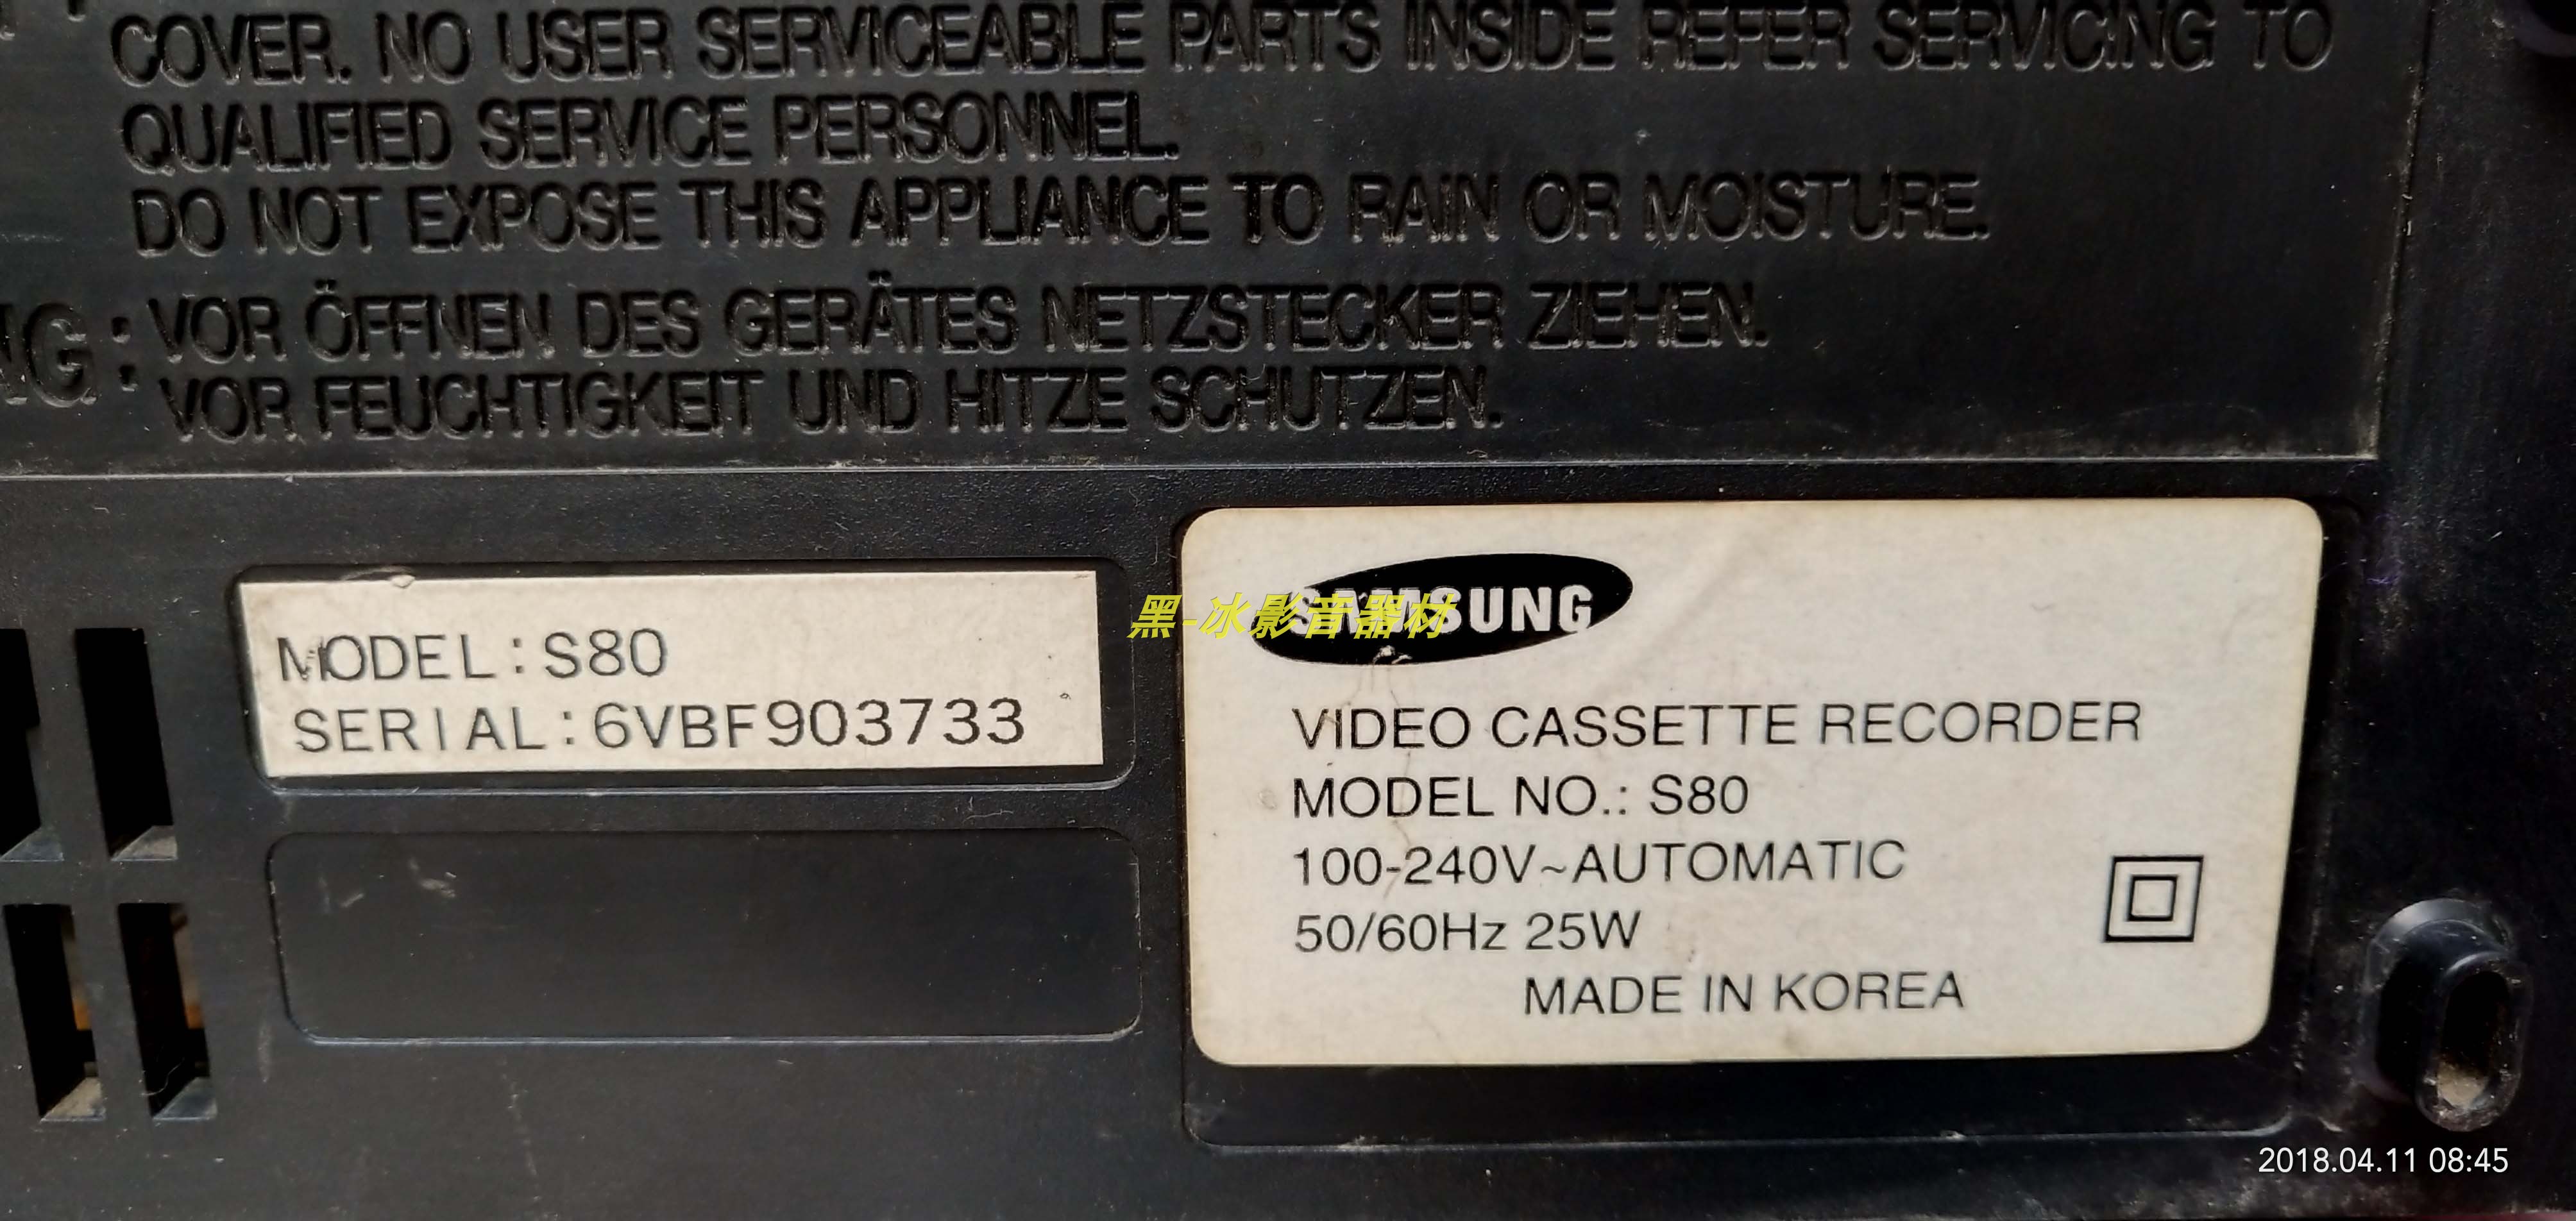 COVER. NO USER SERVICEABLE PARTS INSIDE REFER SERVICING TO
QUALIFIED SERVICE PERSONNEL.
DO NOT EXPOSE THIS APPLIANCE TO RAIN OR MOISTURE.
NG : VOR ÖFFNEN DES GERÄTES NETZSTECKER ZIEHEN.
VOR FEUCHTIGKEIT UND HITZE SCHUTZEN.
MODEL : S80
SERIAL : 6VBF903733
SAMSUNG
黑-冰影音器材
VIDEO CASSETTE RECORDER
MODEL NO.: S80
100-240V~AUTOMATIC
50/60Hz 25W
MADE IN KOREA
2018.04.11 08:45